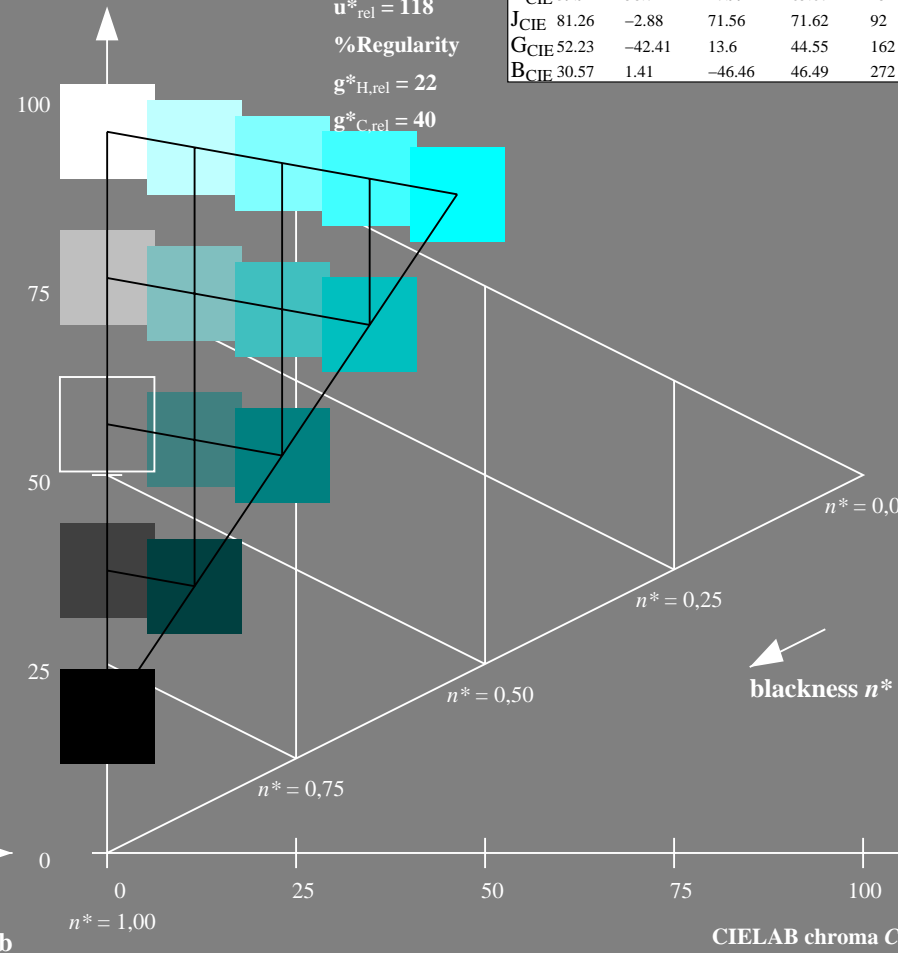 u*rel = 118
%Regularity
g*H,rel = 22
g*C,rel = 40
JCIE 81.26 −2.88 71.56 71.62 92
GCIE 52.23 −42.41 13.6 44.55 162
BCIE 30.57 1.41 −46.46 46.49 272
100
75
50
25
0
n* = 0,0
n* = 0,25
blackness n*
n* = 0,50
n* = 0,75
0 25 50 75 100
n* = 1,00
b
CIELAB chroma C